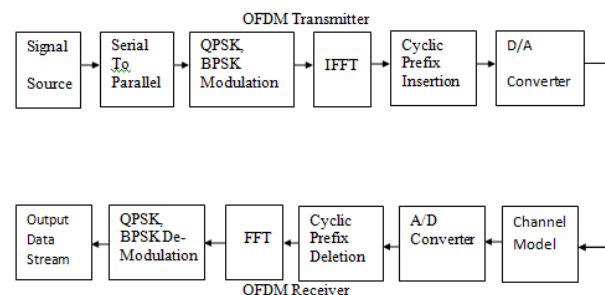 OFDM Transmitter
Signal
Source
Serial
To
Parallel
QPSK,
BPSK
Modulation
IFFT
Cyclic
Prefix
Insertion
D/A
Converter
Output
Data
Stream
QPSK,
BPSK De-
Modulation
FFT
Cyclic
Prefix
Deletion
A/D
Converter
Channel
Model
OFDM Receiver